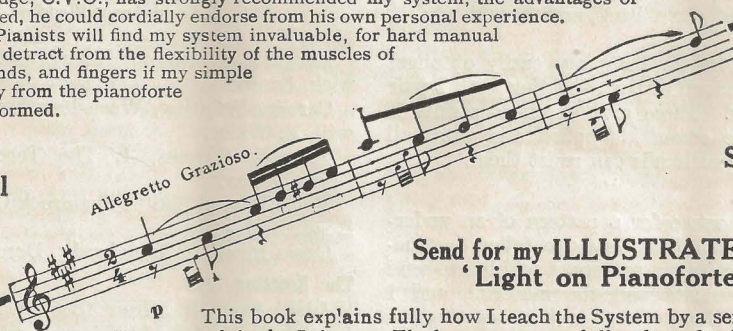 C.V.O., has strongly recommended my system, the advantages of
ed, he could cordially endorse from his own personal experience.
Pianists will find my system invaluable, for hard manual
detract from the flexibility of the muscles of
nds, and fingers if my simple
y from the pianoforte
ormed.
Allegretto Grazioso.
2
4
p
l
S
Send for my ILLUSTRATE
'Light on Pianoforte
This book explains fully how I teach the System by a se